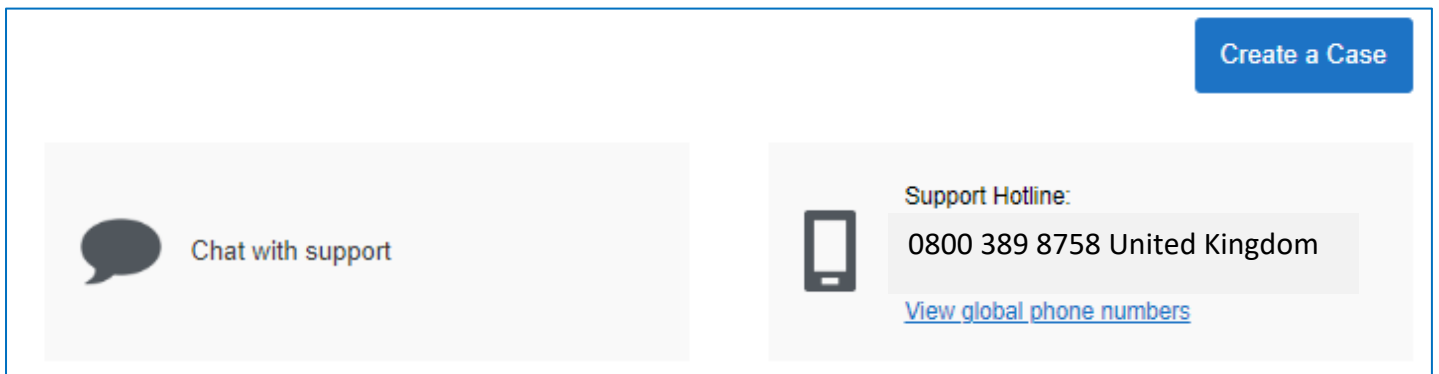 Create a Case
Chat with support
Support Hotline:
0800 389 8758 United Kingdom
View global phone numbers